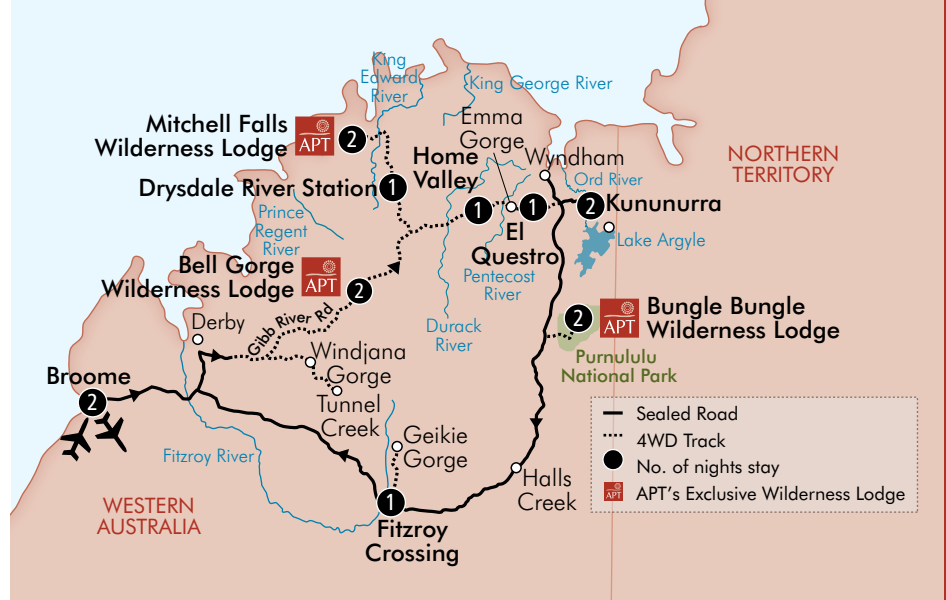 King
Edward
River
King George River
Emma
Gorge
Mitchell Falls
Wilderness Lodge
APT
2
Home
Valley
Wyndham
NORTHERN
TERRITORY
Drysdale River Station
1
Ord River
Prince
Regent
River
1
1
2
Kununurra
El
Questro
Lake Argyle
Bell Gorge
Wilderness Lodge
APT
2
Pentecost
River
Durack
River
2
APT
Bungle Bungle
Wilderness Lodge
Derby
Gibb River Rd
Windjana
Gorge
Purnululu
National Park
Broome
2
Tunnel
Creek
Geikie
Gorge
Fitzroy River
Halls
Creek
WESTERN
AUSTRALIA
1
Fitzroy
Crossing
Sealed Road
4WD Track
No. of nights stay
APT
APT's Exclusive Wilderness Lodge